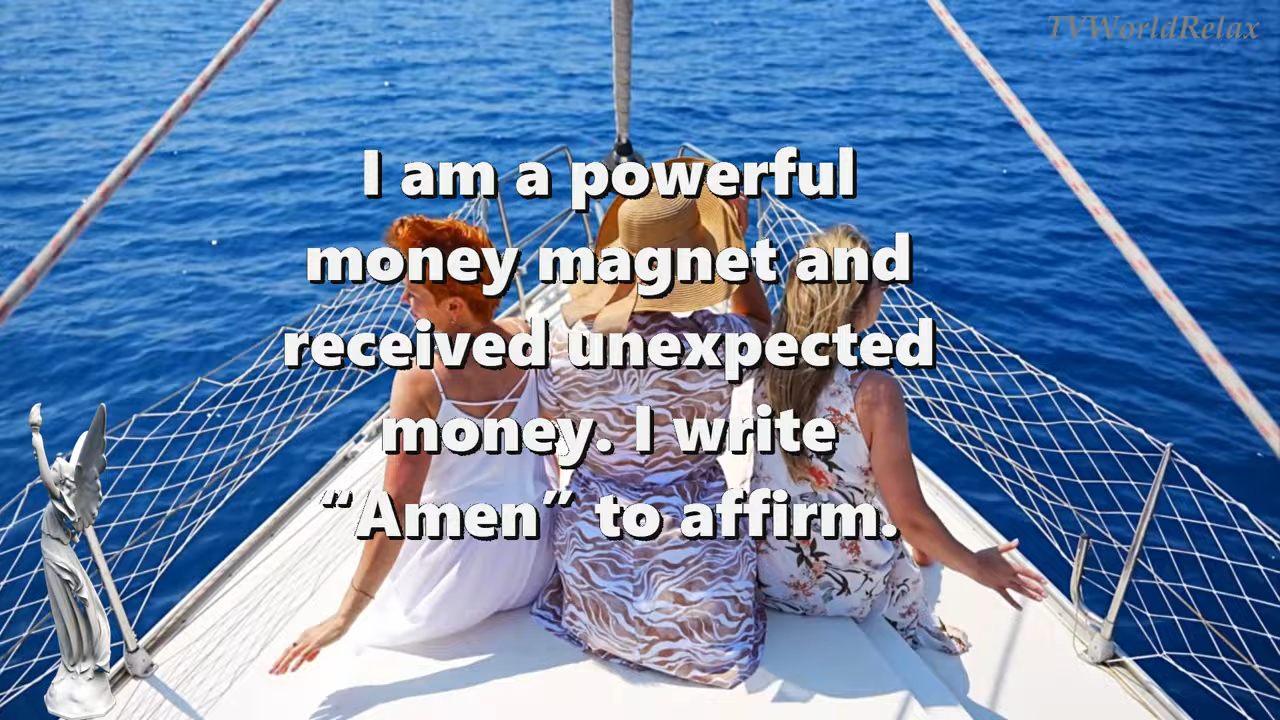 TVWorldRelax
I am a powerful
money magnet and
received unexpected
money. I write
“Amen” to affirm.